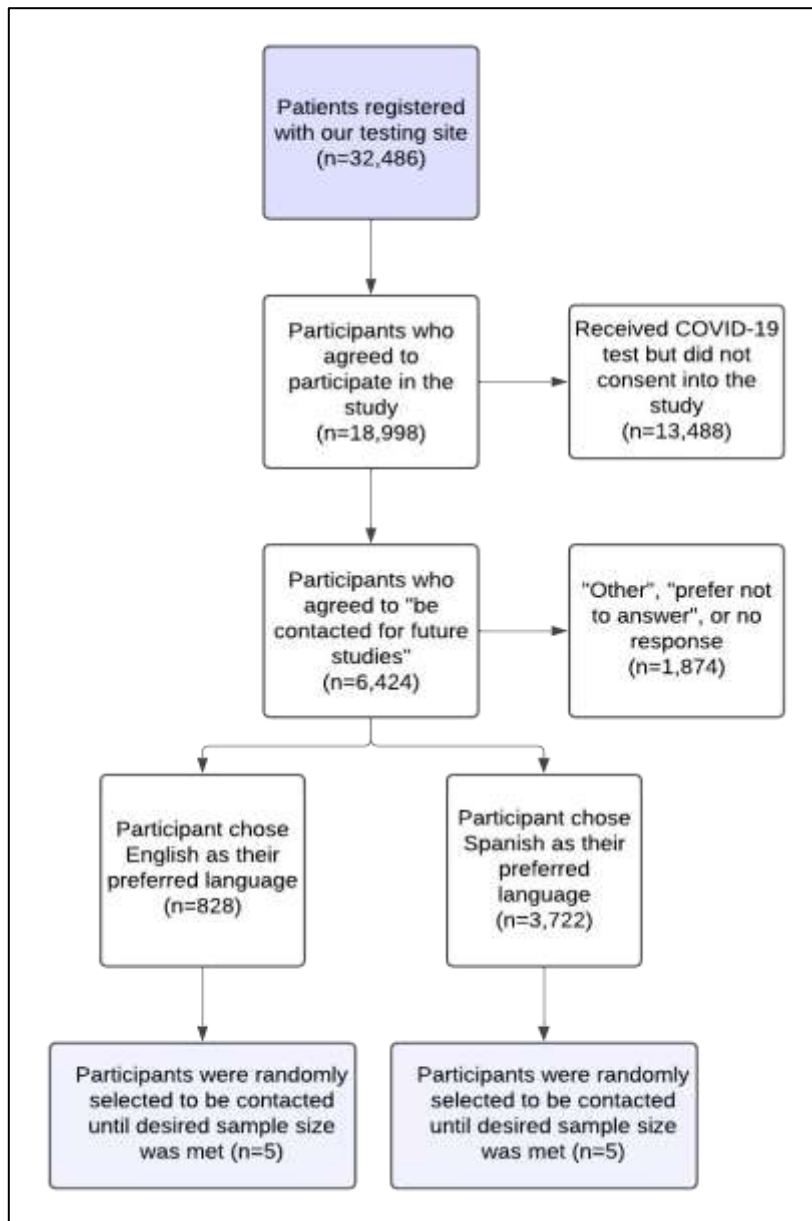 Patients registered
with our testing site
(n=32,486)
Participants who
agreed to
participate in the
study
(n=18,998)
Received COVID-19
test but did not
consent into the
study
(n=13,488)
Participants who
agreed to "be
contacted for future
studies"
(n=6,424)
"Other", "prefer not
to answer", or no
response
(n=1,874)
Participant chose
English as their
preferred language
(n=828)
Participant chose
Spanish as their
preferred
language
(n=3,722)
Participants were randomly
selected to be contacted
until desired sample size
was met (n=5)
Participants were randomly
selected to be contacted
until desired sample size
was met (n=5)